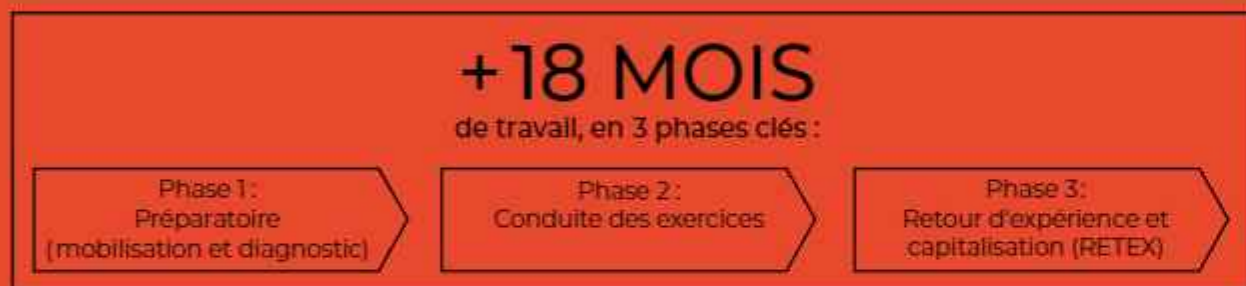 +18 MOIS
de travail, en 3 phases clés :
Phase 1 :
Préparatoire
(mobilisation et diagnostic)
Phase 2 :
Conduite des exercices
Phase 3 :
Retour d'expérience et
capitalisation (RETEX)